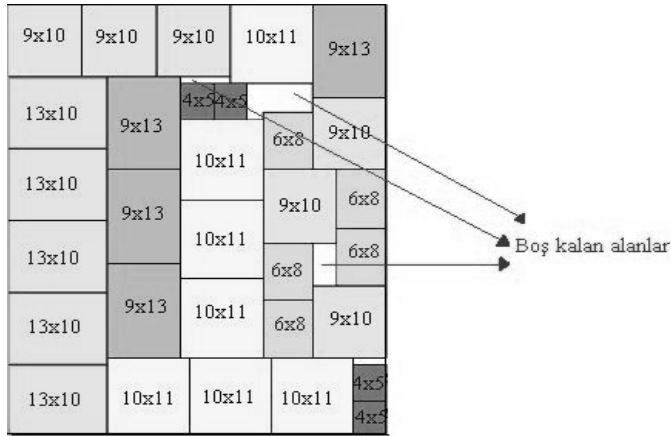 9x10 9x10 9x10 10x11 9x13
4x5 4x5
13x10 9x13 6x8 9x10
10x11
13x10 9x13 9x10 6x8
10x11
13x10 6x8 6x8 Boş kalan alanlar
13x10 9x13 10x11 6x8 9x10
13x10 10x11 10x11 10x11 4x5
4x5